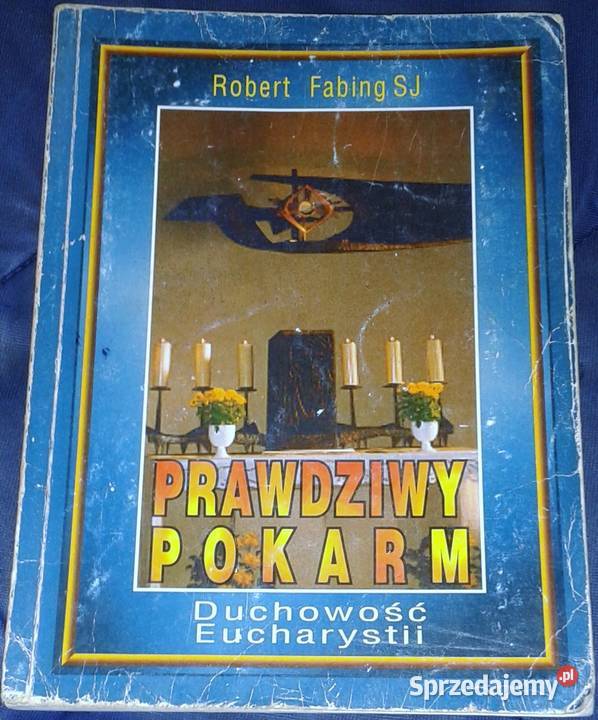 Robert Fabing SJ
PRAWDZIWY
POKARM
Duchowość
Eucharystii
Sprzedajemy.pl